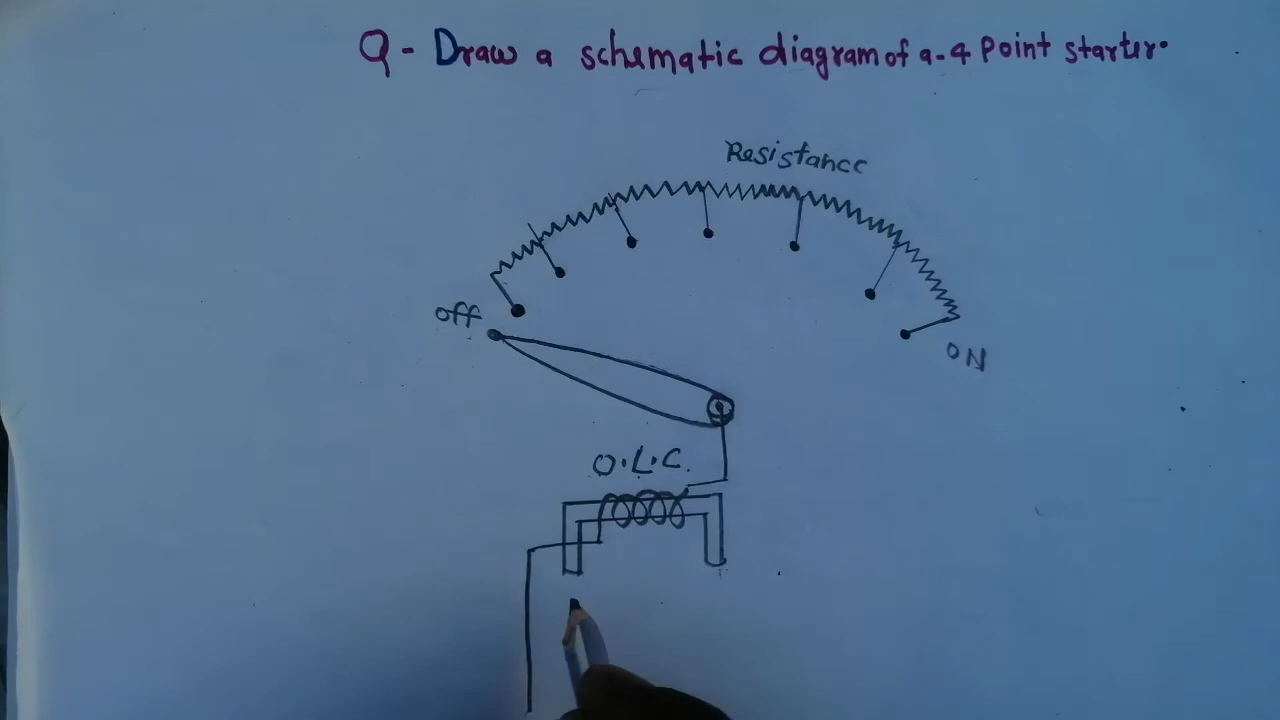 Q - Draw a schematic diagram of a-4 Point starter.
Resistance
off
ON
O.L.C.